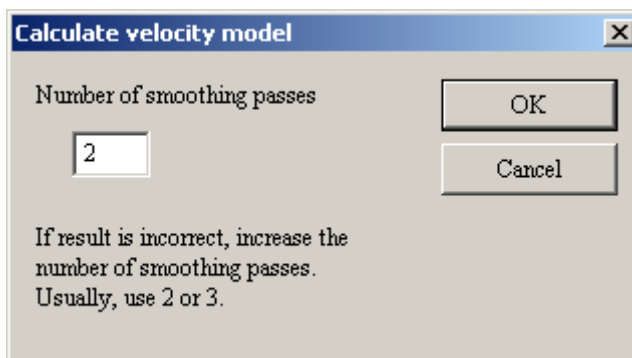 Calculate velocity model
Number of smoothing passes
OK
2
Cancel
If result is incorrect, increase the
number of smoothing passes.
Usually, use 2 or 3.